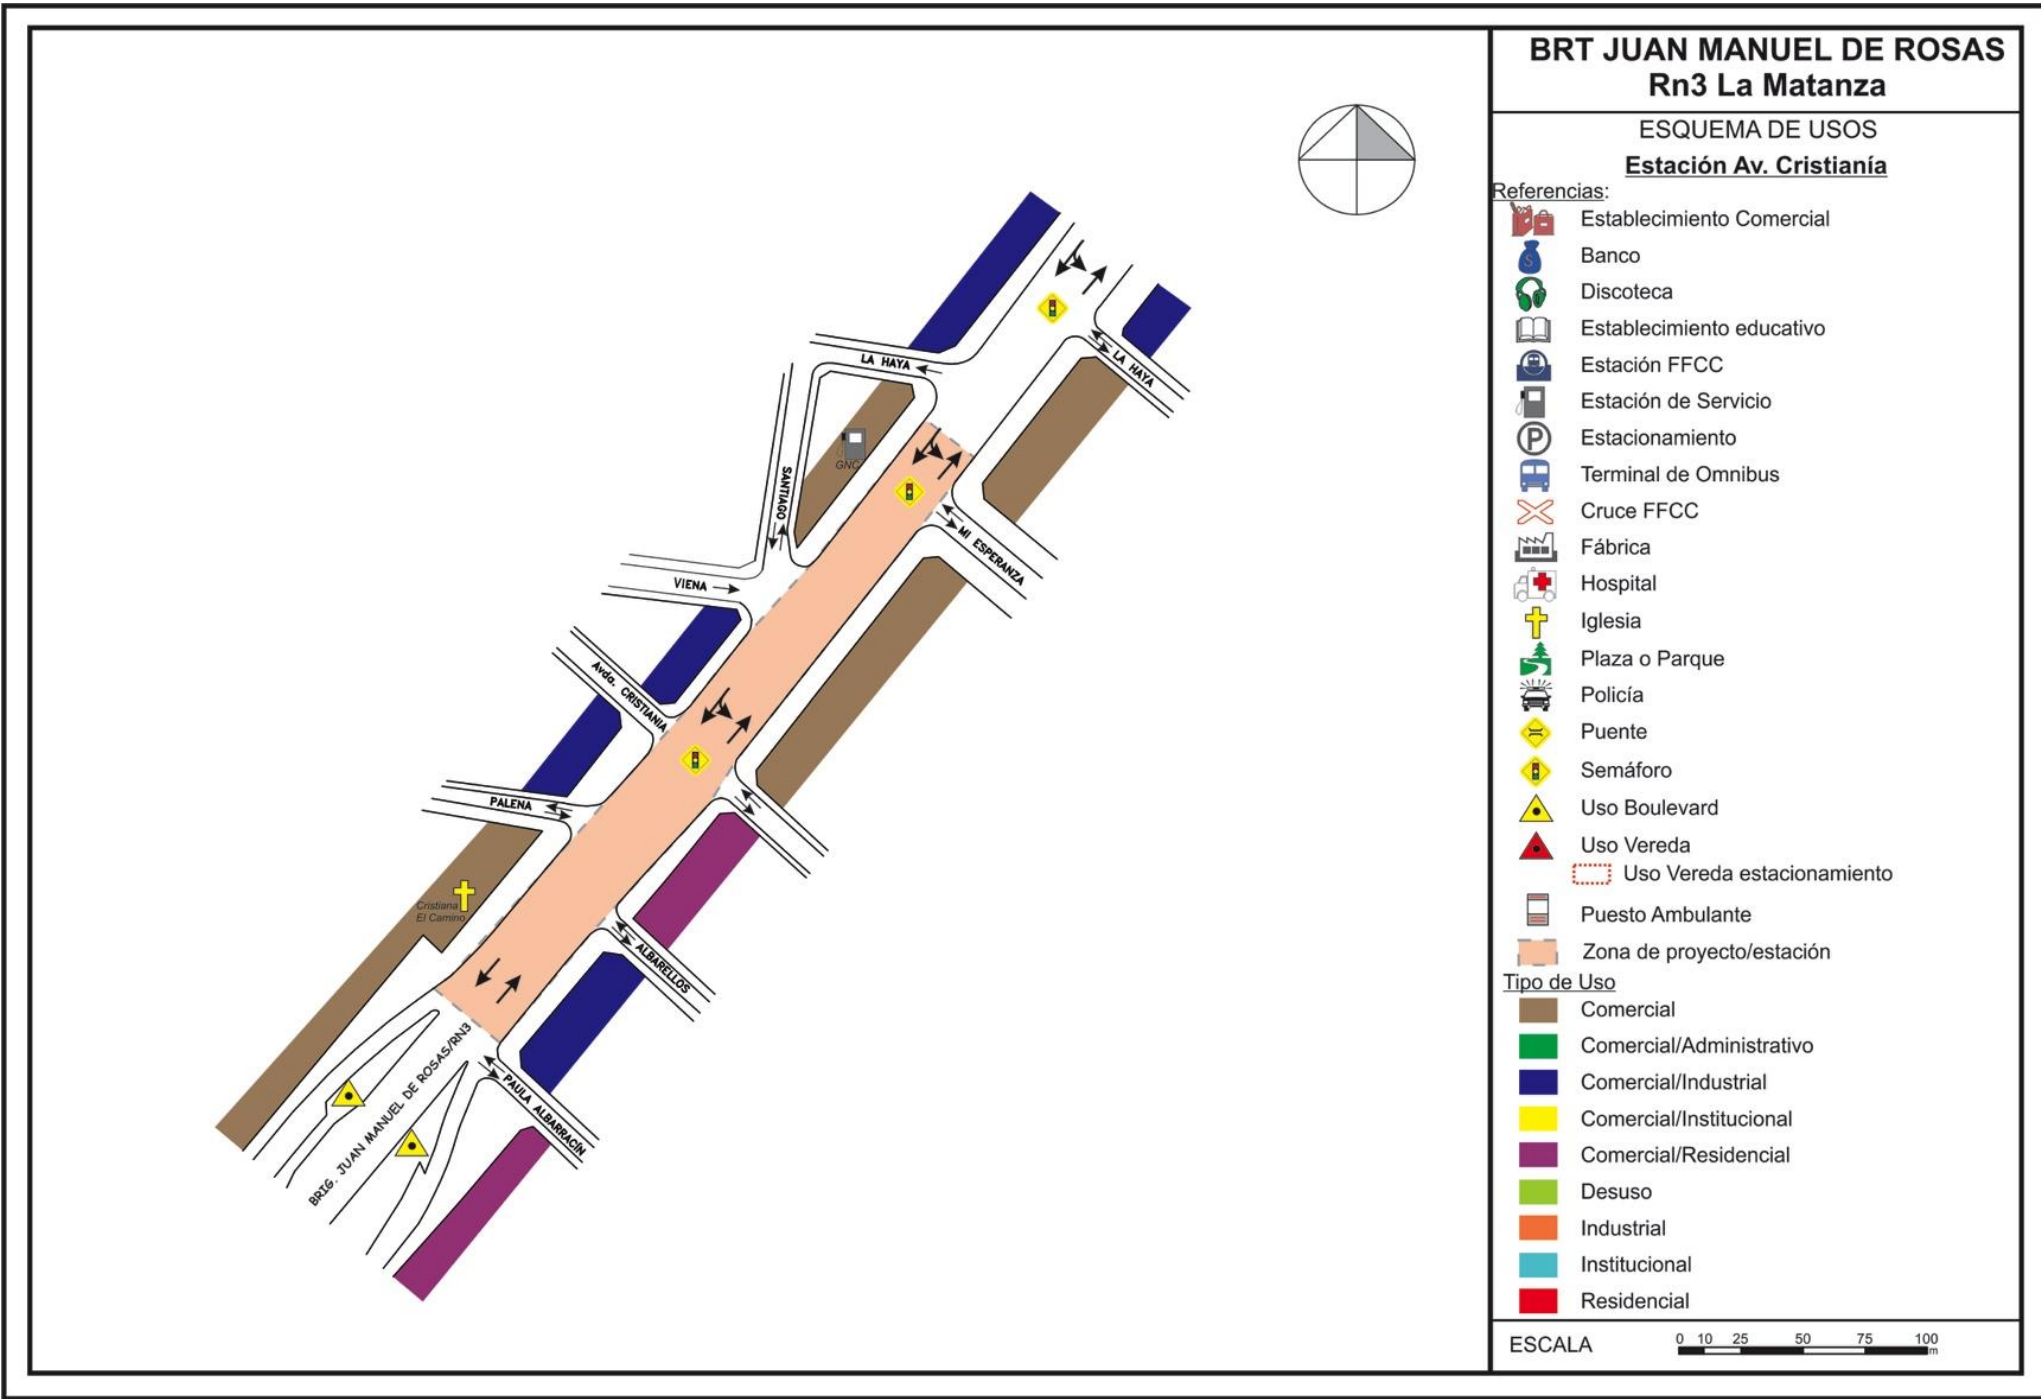 BRT JUAN MANUEL DE ROSAS
Rn3 La Matanza
ESQUEMA DE USOS
Estación Av. Cristianía
Referencias:
Establecimiento Comercial
Banco
Discoteca
Establecimiento educativo
Estación FFCC
Estación de Servicio
Estacionamiento
Terminal de Omnibus
Cruce FFCC
Fábrica
Hospital
Iglesia
Plaza o Parque
Policía
Puente
Semáforo
Uso Boulevard
Uso Vereda
Uso Vereda estacionamiento
Puesto Ambulante
Zona de proyecto/estación
Tipo de Uso
Comercial
Comercial/Administrativo
Comercial/Industrial
Comercial/Institucional
Comercial/Residencial
Desuso
Industrial
Institucional
Residencial
ESCALA
0 10 25 50 75 100
m
LA HAYA
LA HAYA
GNC
SANTIAGO
MI ESPERANZA
VIENA
Avda. CRISTIANIA
PALENA
Cristiana
El Camino
ALBARELLOS
BRIG. JUAN MANUEL DE ROSAS/RN3
PAULA ALBARRACÍN